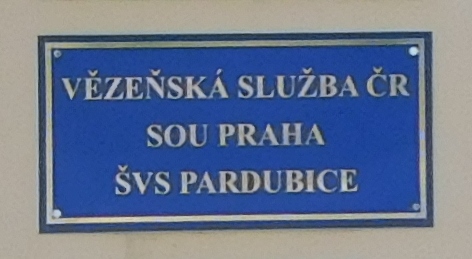 VĚZEŇSKÁ SLUŽBA ČR
SOU PRAHA
ŠVS PARDUBICE